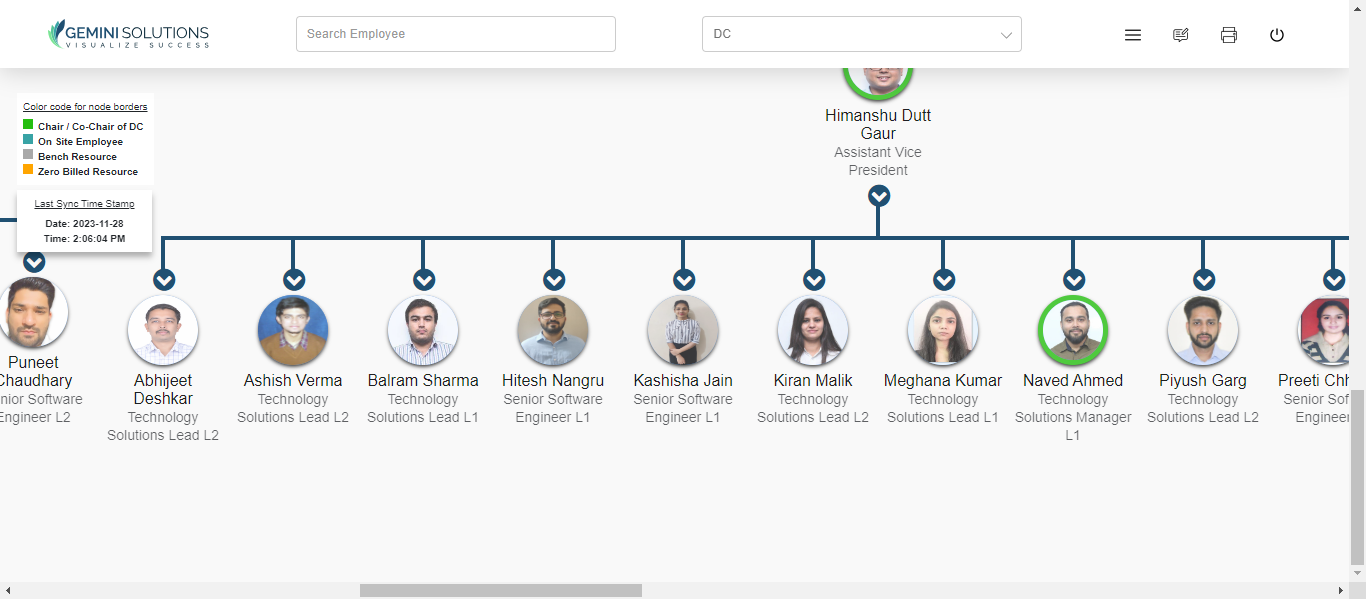 GEMINI SOLUTIONS
VISUALIZE SUCCESS
Search Employee
DC
Color code for node borders
Chair / Co-Chair of DC
On Site Employee
Bench Resource
Zero Billed Resource
Last Sync Time Stamp
Date: 2023-11-28
Time: 2:06:04 PM
Himanshu Dutt
Gaur
Assistant Vice
President
Puneet
Chaudhary
nior Software
Engineer L2
Abhijeet
Deshkar
Technology
Solutions Lead L2
Ashish Verma
Technology
Solutions Lead L2
Balram Sharma
Technology
Solutions Lead L1
Hitesh Nangru
Senior Software
Engineer L1
Kashisha Jain
Senior Software
Engineer L1
Kiran Malik
Technology
Solutions Lead L2
Meghana Kumar
Technology
Solutions Lead L1
Naved Ahmed
Technology
Solutions Manager
L1
Piyush Garg
Technology
Solutions Lead L2
Preeti Chh
Senior Sof
Engineer